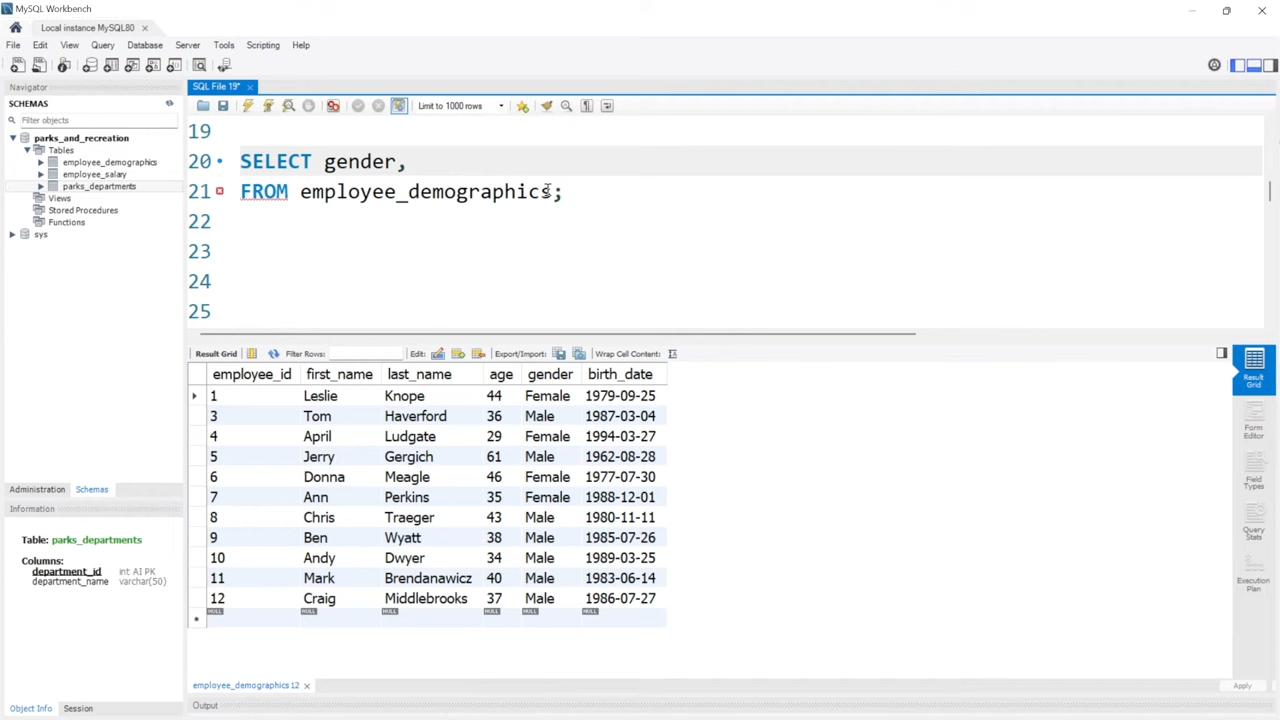 MySQL Workbench
Local instance MySQL80
File Edit View Query Database Server Tools Scripting Help
Navigator
SCHEMAS
Filter objects
parks_and_recreation
Tables
employee_demographics
employee_salary
parks_departments
Views
Stored Procedures
Functions
sys
Administration Schemas
Information
Table: parks_departments
Columns:
department_id int AI PK
department_name varchar(50)
Object Info Session
SQL File 19*
Limit to 1000 rows
19
20 SELECT gender,
21 FROM employee_demographics;
22
23
24
25
Result Grid Filter Rows: Edit: Export/Import: Wrap Cell Content:
employee_id first_name last_name age gender birth_date
1 Leslie Knope 44 Female 1979-09-25
3 Tom Haverford 36 Male 1987-03-04
4 April Ludgate 29 Female 1994-03-27
5 Jerry Gergich 61 Male 1962-08-28
6 Donna Meagle 46 Female 1977-07-30
7 Ann Perkins 35 Female 1988-12-01
8 Chris Traeger 43 Male 1980-11-11
9 Ben Wyatt 38 Male 1985-07-26
10 Andy Dwyer 34 Male 1989-03-25
11 Mark Brendanawicz 40 Male 1983-06-14
12 Craig Middlebrooks 37 Male 1986-07-27
NULL NULL NULL NULL NULL NULL
employee_demographics 12
Output
Result
Grid
Form
Editor
Field
Types
Query
Stats
Execution
Plan
Apply